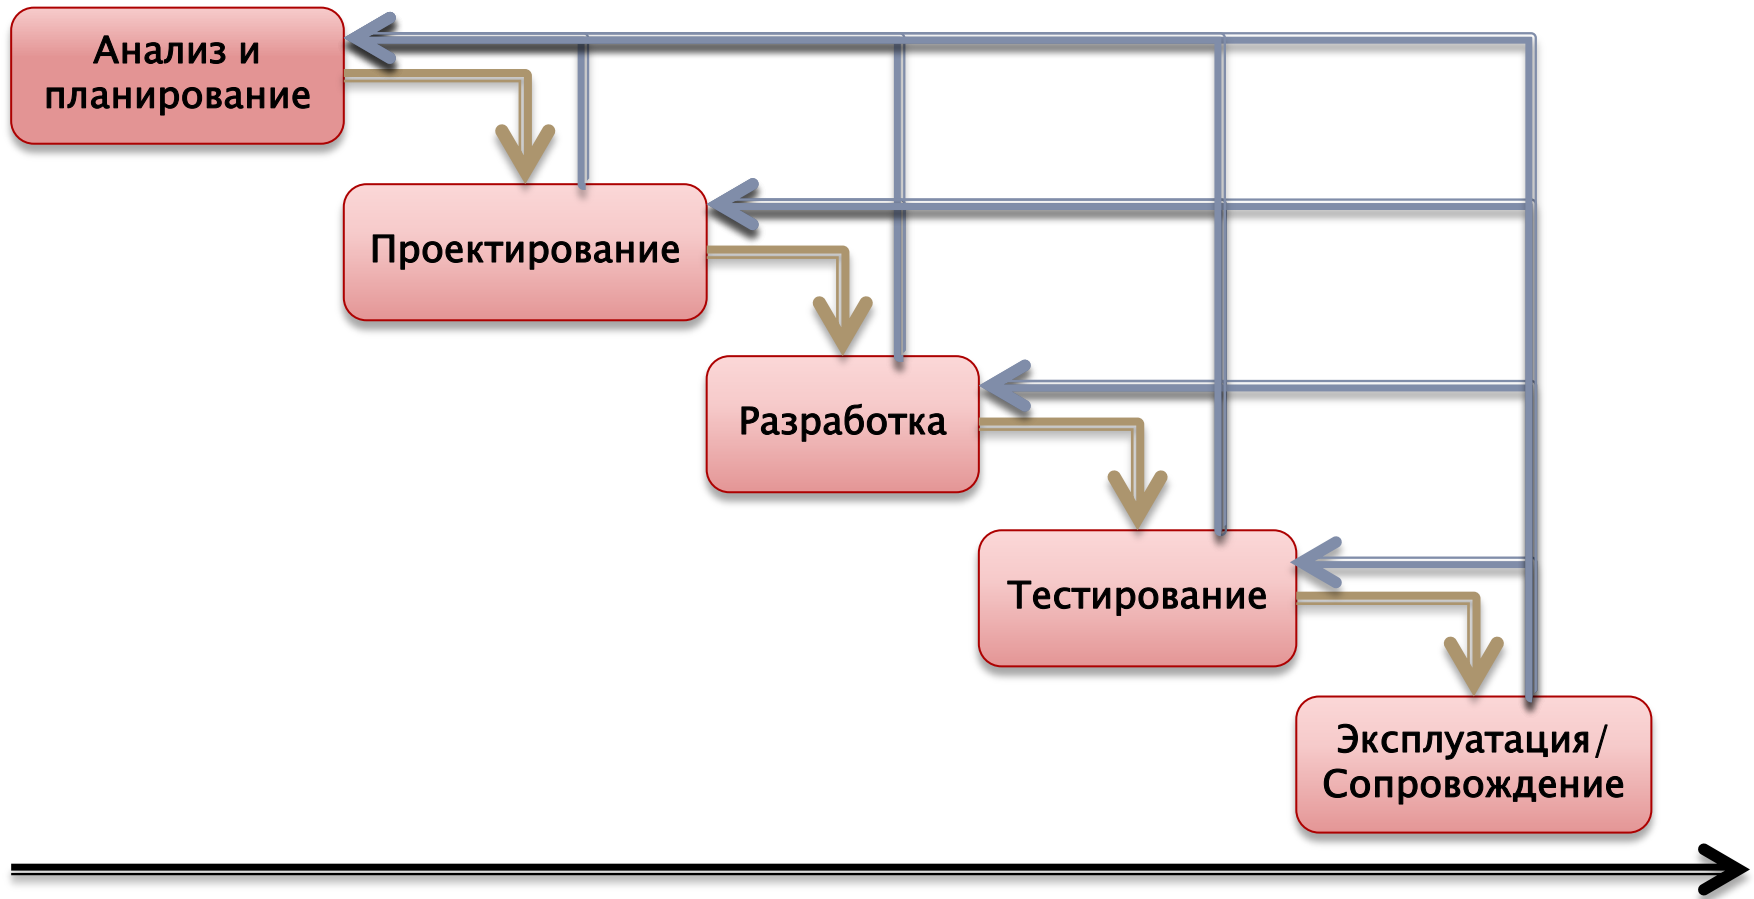 Анализ и
планирование
Проектирование
Разработка
Тестирование
Эксплуатация/
Сопровождение